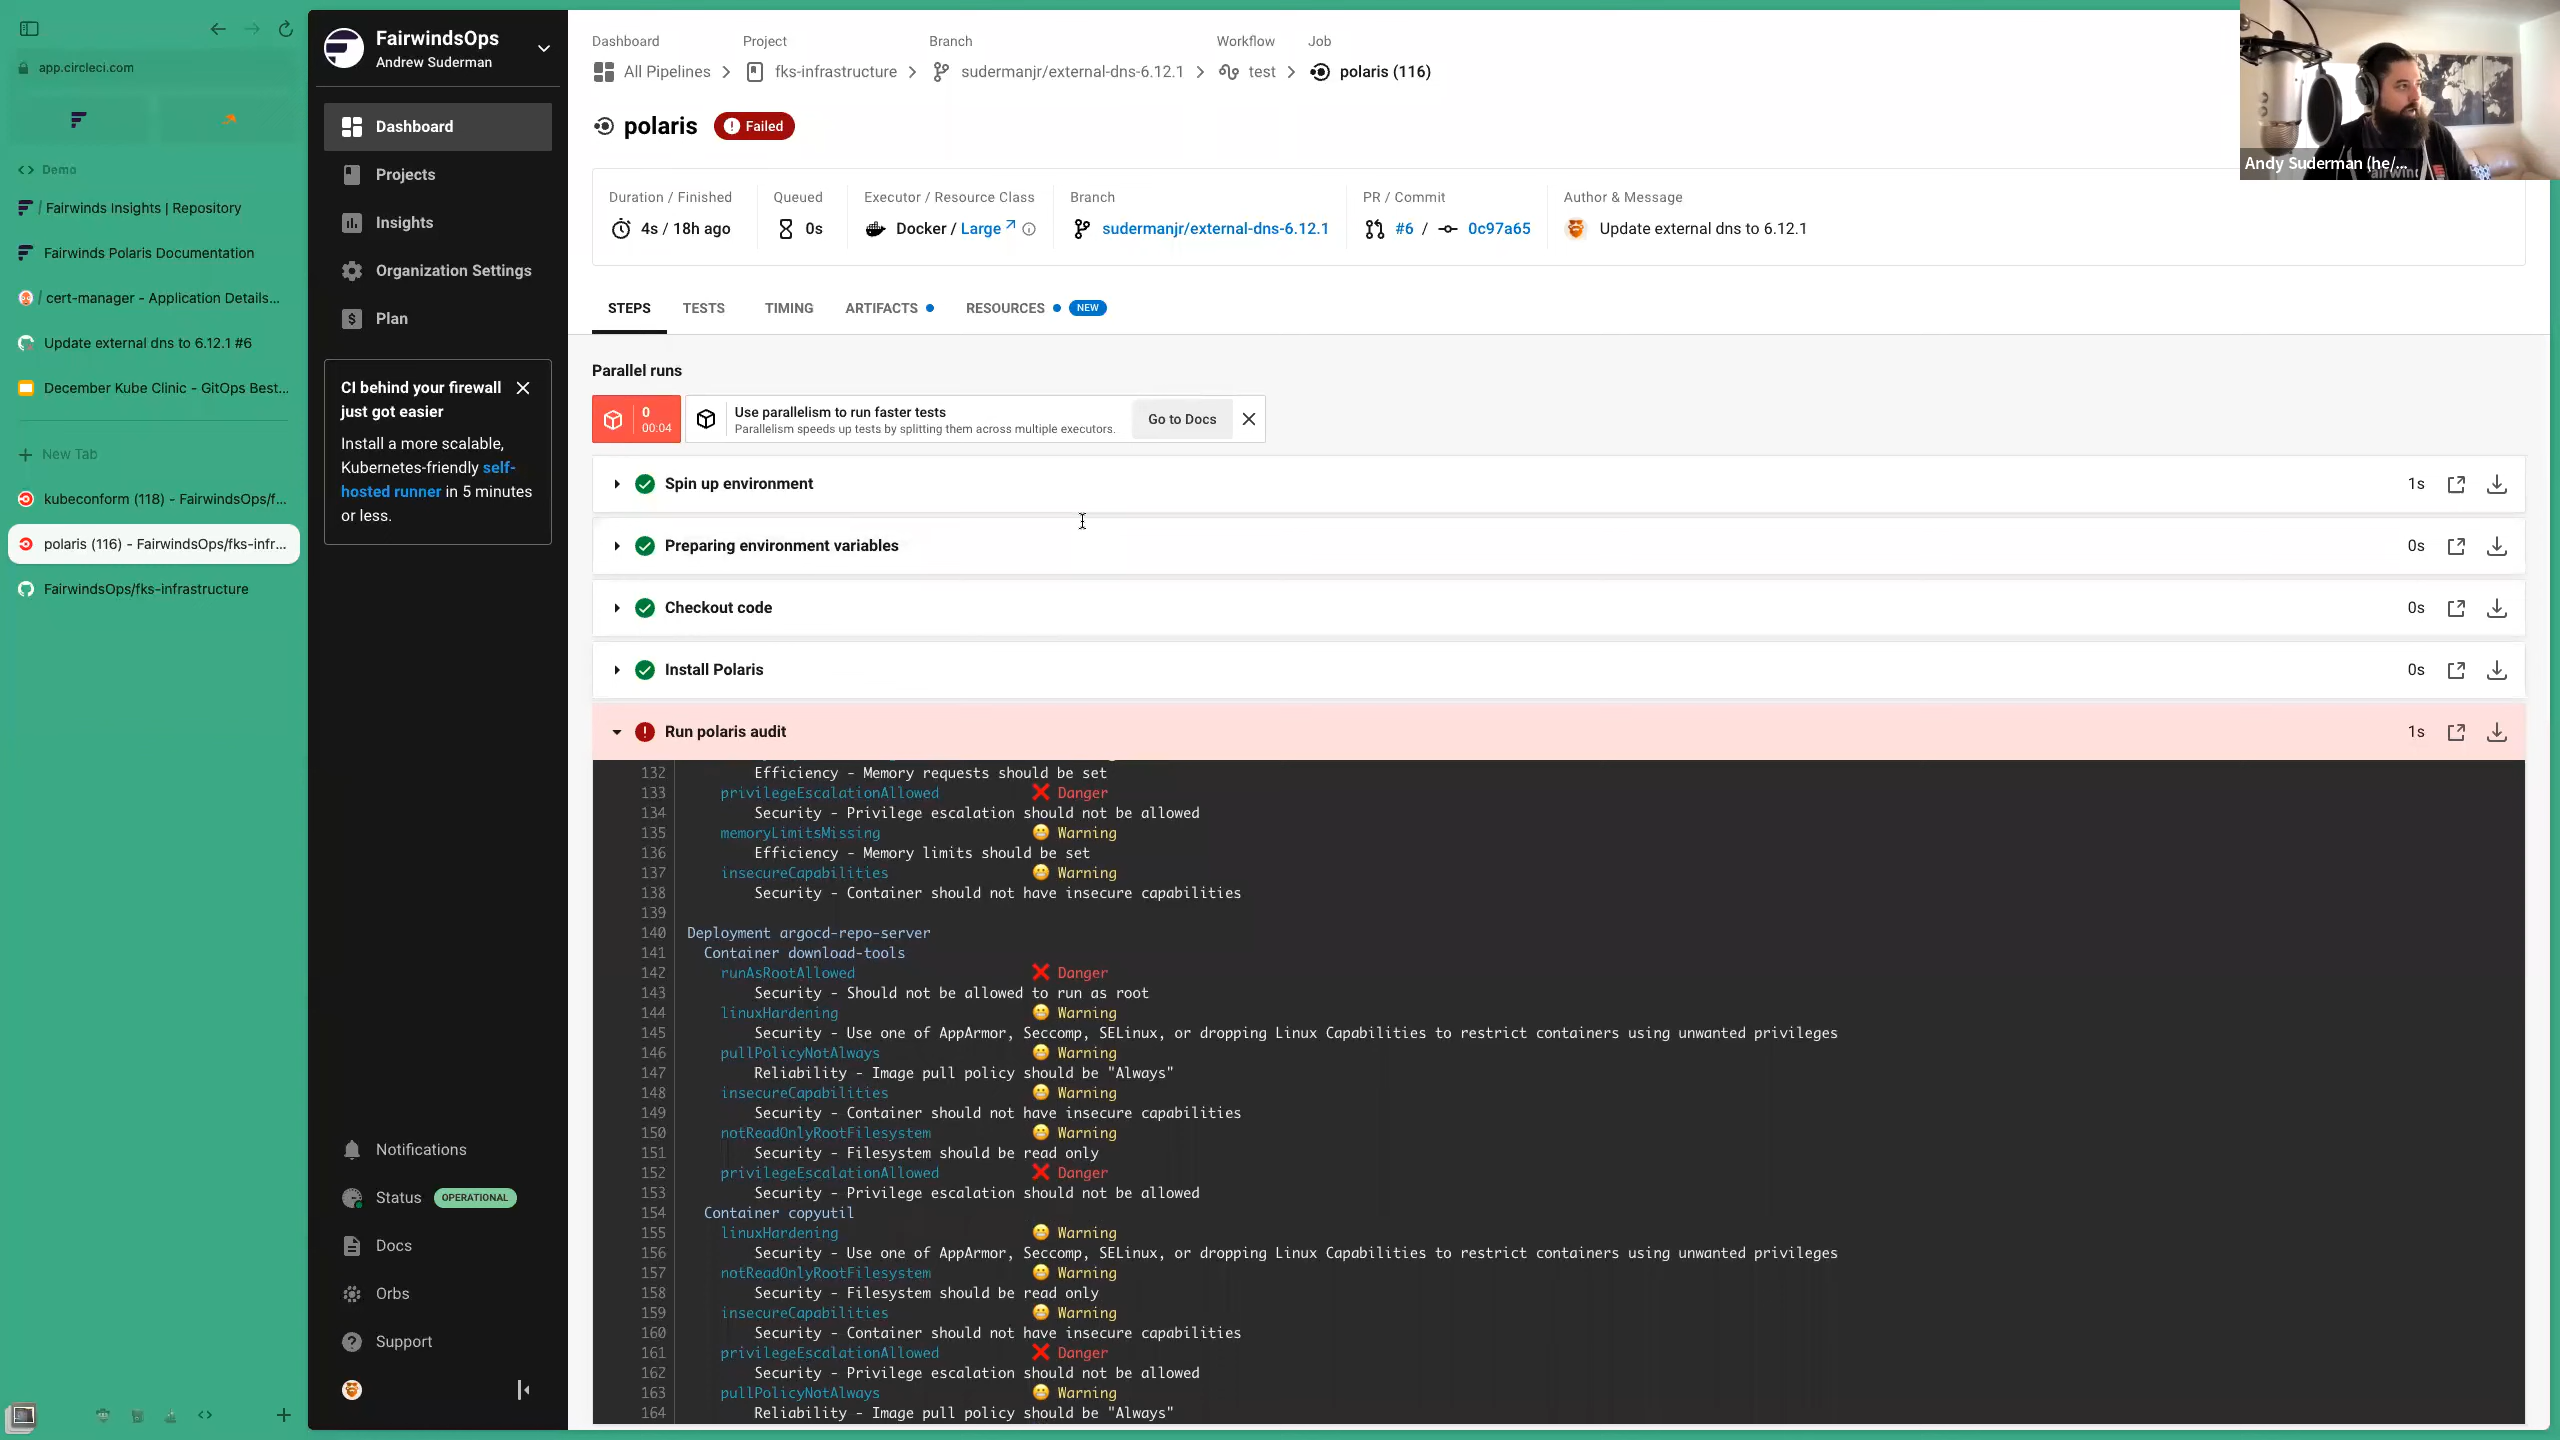 app.circleci.com
Demo
/ Fairwinds Insights | Repository
Fairwinds Polaris Documentation
/ cert-manager - Application Details...
Update external dns to 6.12.1 #6
December Kube Clinic - GitOps Best...
New Tab
kubeconform (118) - FairwindsOps/f...
polaris (116) - FairwindsOps/fks-infr...
FairwindsOps/fks-infrastructure
FairwindsOps
Andrew Suderman
Dashboard
Projects
Insights
Organization Settings
Plan
CI behind your firewall
just got easier
Install a more scalable,
Kubernetes-friendly self-
hosted runner in 5 minutes
or less.
Notifications
Status OPERATIONAL
Docs
Orbs
Support
Dashboard Project Branch Workflow Job
All Pipelines fks-infrastructure sudermanjr/external-dns-6.12.1 test polaris (116)
polaris Failed
Duration / Finished Queued Executor / Resource Class Branch PR / Commit Author & Message
4s / 18h ago 0s Docker / Large sudermanjr/external-dns-6.12.1 #6 / 0c97a65 Update external dns to 6.12.1
STEPS TESTS TIMING ARTIFACTS RESOURCES NEW
Parallel runs
0
00:04
Use parallelism to run faster tests
Parallelism speeds up tests by splitting them across multiple executors.
Go to Docs
Spin up environment 1s
Preparing environment variables 0s
Checkout code 0s
Install Polaris 0s
Run polaris audit 1s
132 Efficiency - Memory requests should be set
133 privilegeEscalationAllowed ❌ Danger
134 Security - Privilege escalation should not be allowed
135 memoryLimitsMissing 😬 Warning
136 Efficiency - Memory limits should be set
137 insecureCapabilities 😬 Warning
138 Security - Container should not have insecure capabilities
139
140 Deployment argocd-repo-server
141 Container download-tools
142 runAsRootAllowed ❌ Danger
143 Security - Should not be allowed to run as root
144 linuxHardening 😬 Warning
145 Security - Use one of AppArmor, Seccomp, SELinux, or dropping Linux Capabilities to restrict containers using unwanted privileges
146 pullPolicyNotAlways 😬 Warning
147 Reliability - Image pull policy should be "Always"
148 insecureCapabilities 😬 Warning
149 Security - Container should not have insecure capabilities
150 notReadOnlyRootFilesystem 😬 Warning
151 Security - Filesystem should be read only
152 privilegeEscalationAllowed ❌ Danger
153 Security - Privilege escalation should not be allowed
154 Container copyutil
155 linuxHardening 😬 Warning
156 Security - Use one of AppArmor, Seccomp, SELinux, or dropping Linux Capabilities to restrict containers using unwanted privileges
157 notReadOnlyRootFilesystem 😬 Warning
158 Security - Filesystem should be read only
159 insecureCapabilities 😬 Warning
160 Security - Container should not have insecure capabilities
161 privilegeEscalationAllowed ❌ Danger
162 Security - Privilege escalation should not be allowed
163 pullPolicyNotAlways 😬 Warning
164 Reliability - Image pull policy should be "Always"
Andy Suderman (he/...